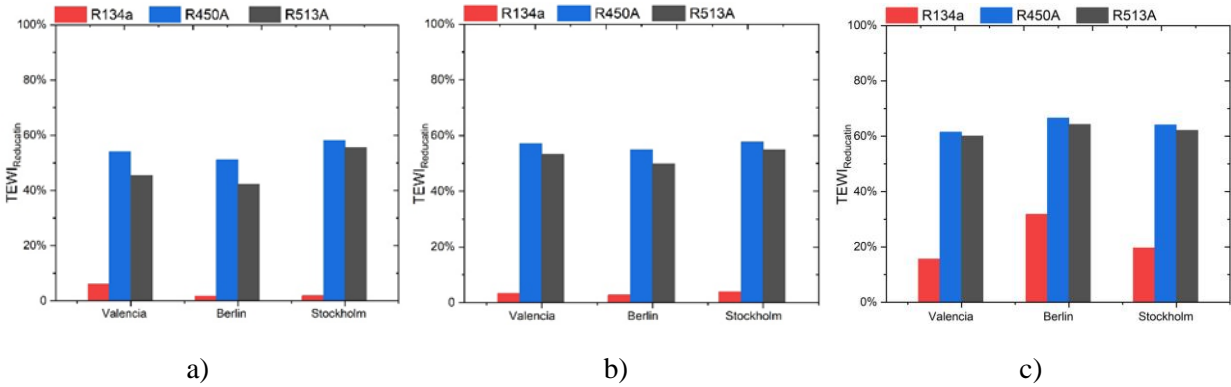 R134a R450A R513A
100%
80%
60%
40%
20%
0
TEWIReducatin
Valencia Berlin Stockholm
a)
R134a R450A R513A
100%
80%
60%
40%
20%
0
TEWIReducatin
Valencia Berlin Stockholm
b)
R134a R450A R513A
100%
80%
60%
40%
20%
0%
TEWIReducatin
Valencia Berlin Stockholm
c)